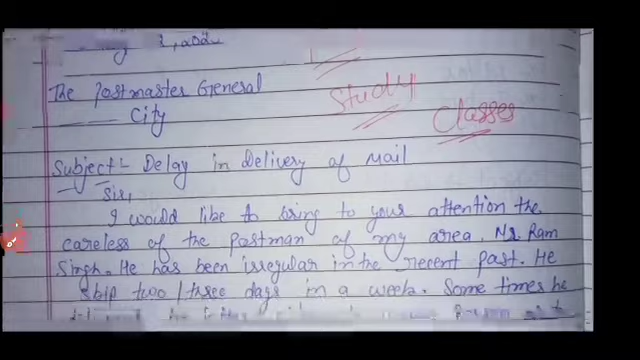 The Postmaster General
City
Study
Classes
Subject:- Delay in Delivery of Mail
Sir,
I would like to bring to your attention the
careless of the postman of my area. Mr Ram
Singh. He has been irregular in the recent past. He
skip two/three days in a week. Some times he